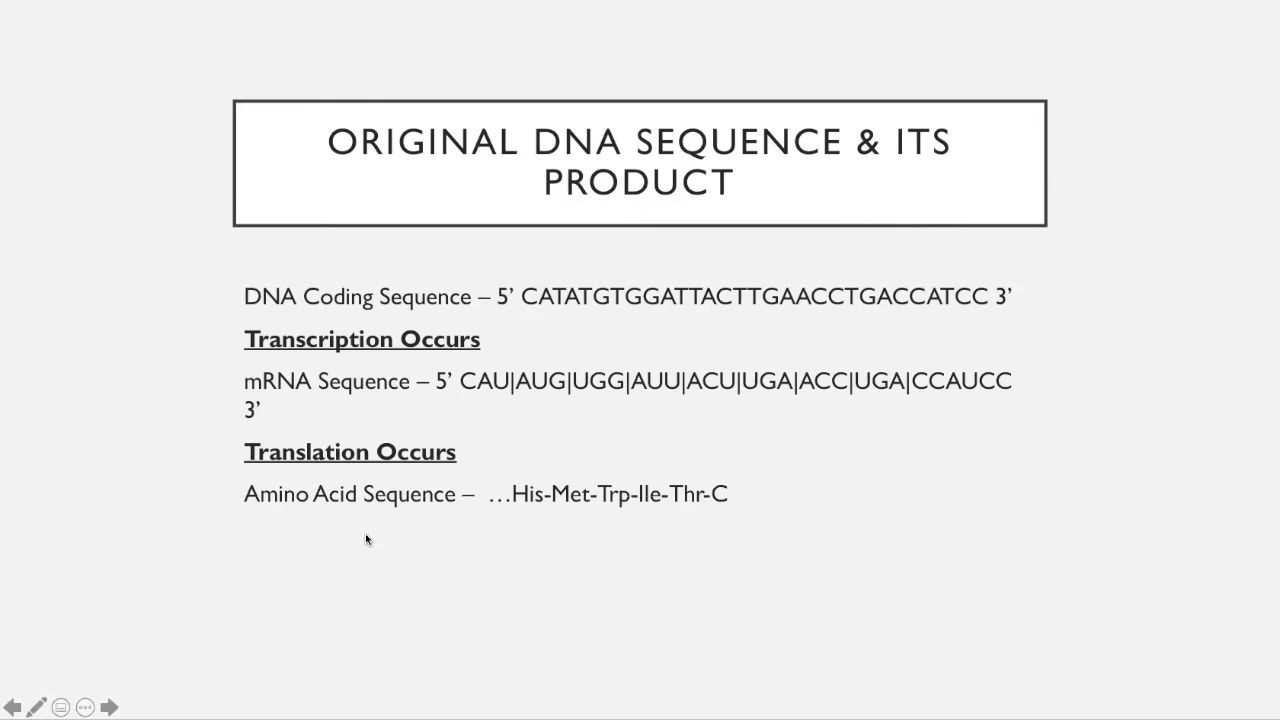 ORIGINAL DNA SEQUENCE & ITS
PRODUCT
DNA Coding Sequence – 5’ CATATGTGGATTACTTGAACCTGACCATCC 3’
Transcription Occurs
mRNA Sequence – 5’ CAU|AUG|UGG|AUU|ACU|UGA|ACC|UGA|CCAUCC
3’
Translation Occurs
Amino Acid Sequence – …His-Met-Trp-Ile-Thr-C